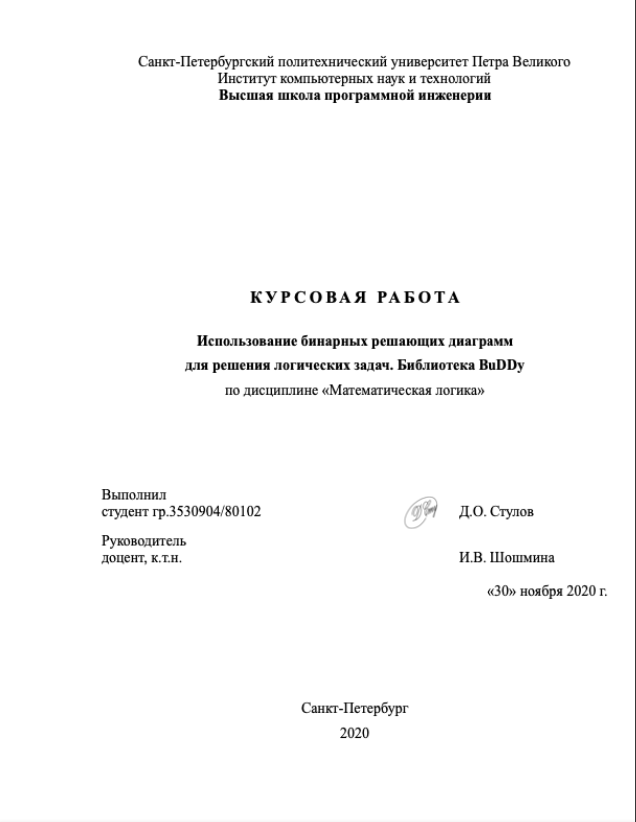 Санкт-Петербургский политехнический университет Петра Великого
Институт компьютерных наук и технологий
Высшая школа программной инженерии
КУРСОВАЯ РАБОТА
Использование бинарных решающих диаграмм
для решения логических задач. Библиотека BuDDy
по дисциплине «Математическая логика»
Выполнил
студент гр.3530904/80102 Д.О. Стулов
Руководитель
доцент, к.т.н. И.В. Шошмина
«30» ноября 2020 г.
Санкт-Петербург
2020